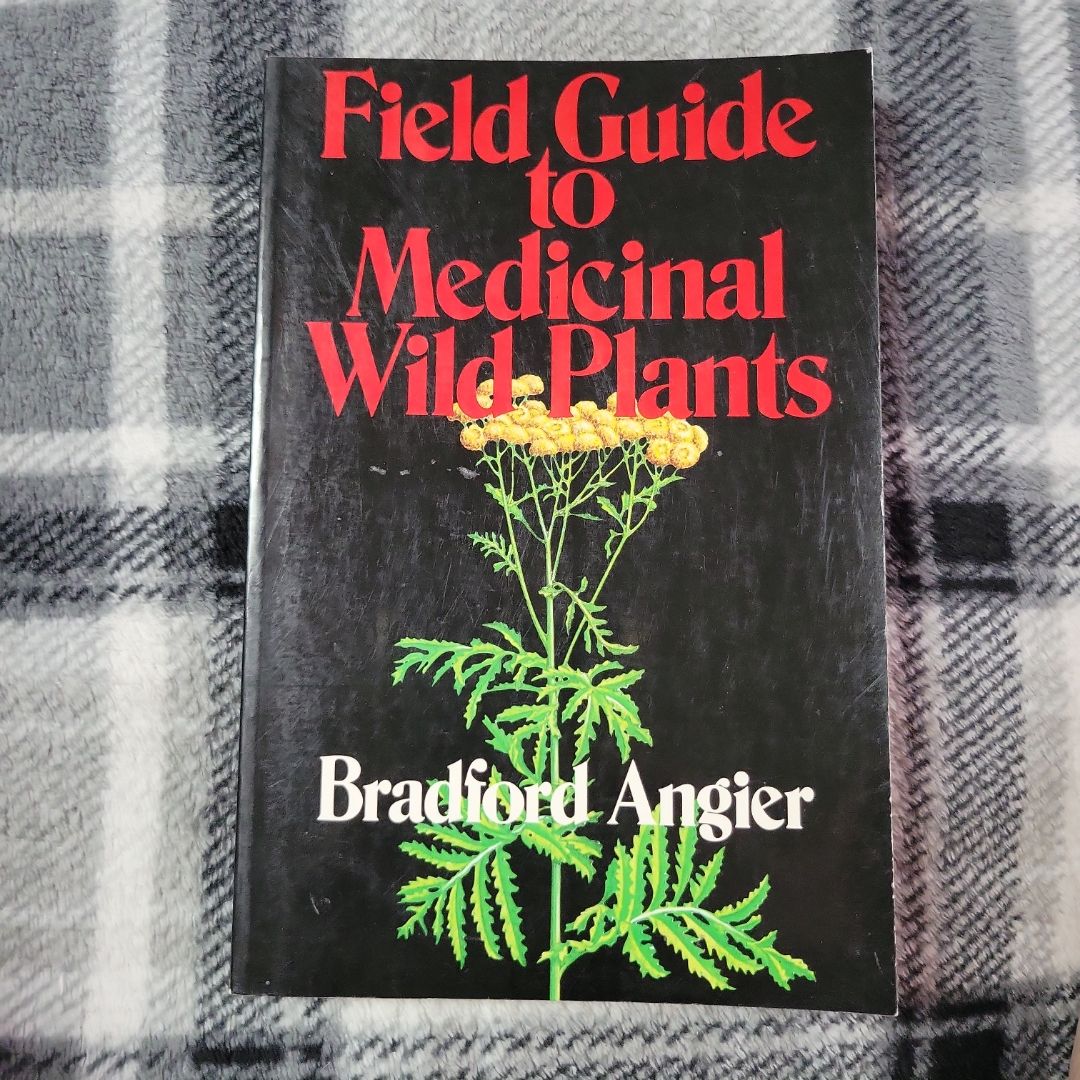 Field Guide
to
Medicinal
Wild Plants
Bradford Angier